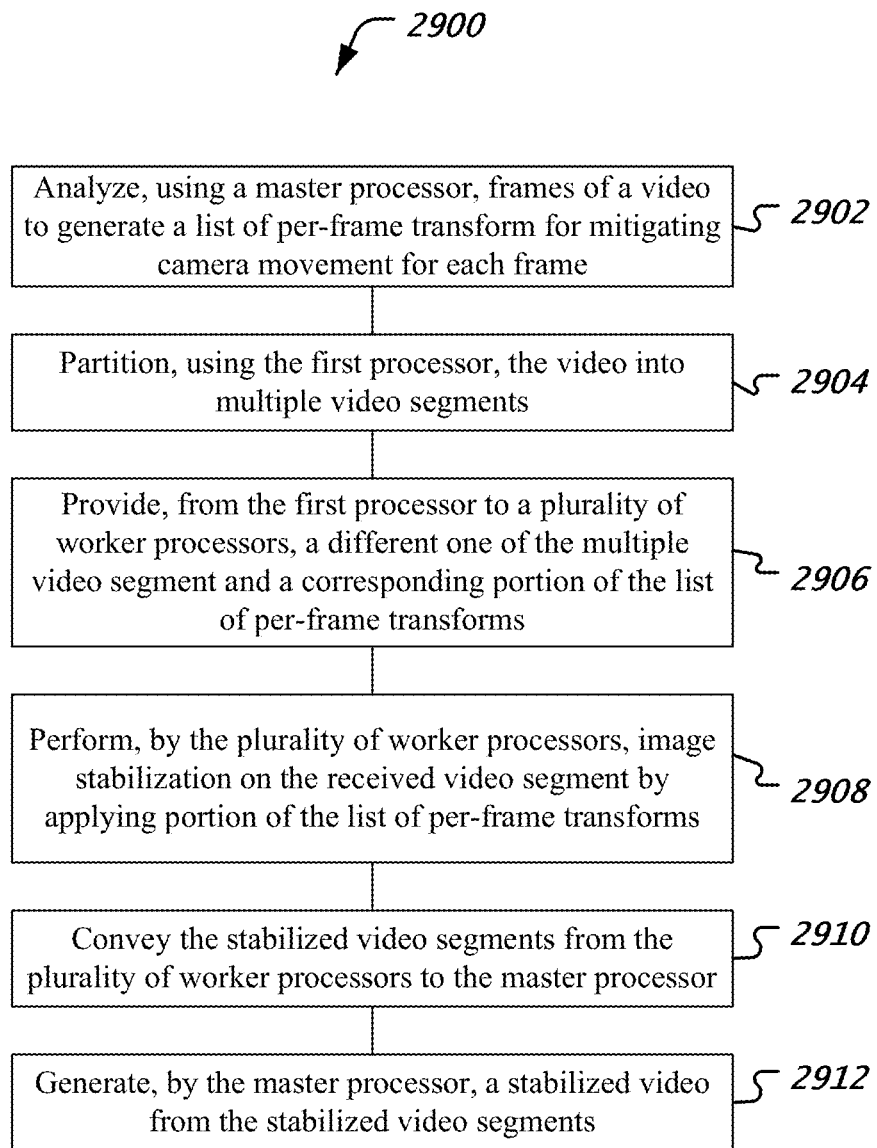 2900
Analyze, using a master processor, frames of a video
to generate a list of per-frame transform for mitigating
camera movement for each frame
2902
Partition, using the first processor, the video into
multiple video segments
2904
Provide, from the first processor to a plurality of
worker processors, a different one of the multiple
video segment and a corresponding portion of the list
of per-frame transforms
2906
Perform, by the plurality of worker processors, image
stabilization on the received video segment by
applying portion of the list of per-frame transforms
2908
Convey the stabilized video segments from the
plurality of worker processors to the master processor
2910
Generate, by the master processor, a stabilized video
from the stabilized video segments
2912